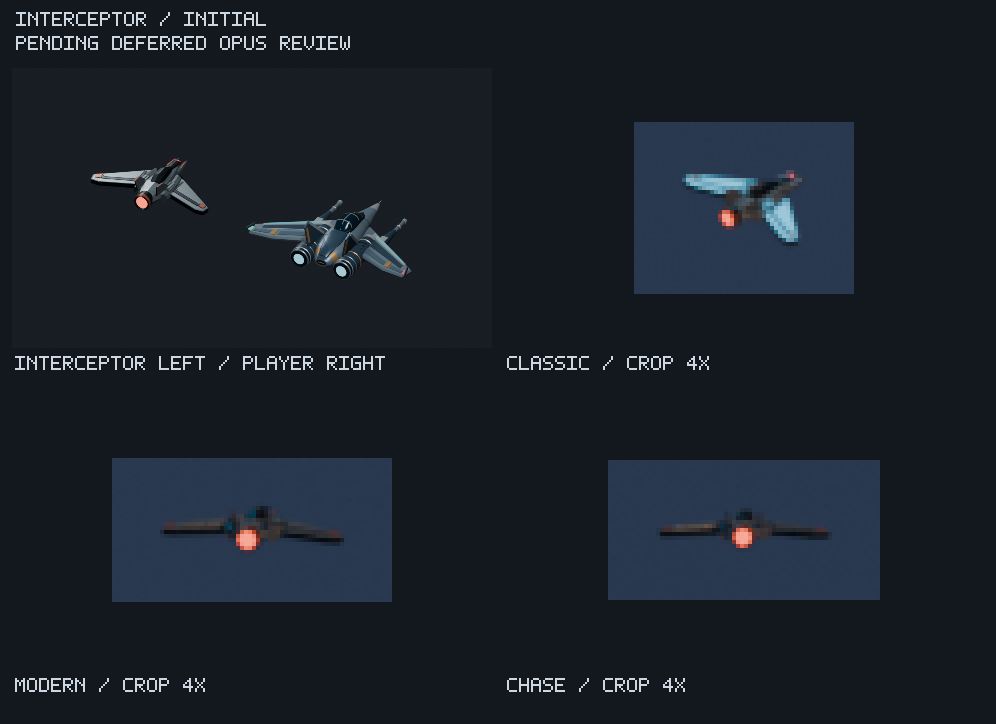 INTERCEPTOR / INITIAL
PENDING DEFERRED OPUS REVIEW
INTERCEPTOR LEFT / PLAYER RIGHT
CLASSIC / CROP 4X
MODERN / CROP 4X
CHASE / CROP 4X